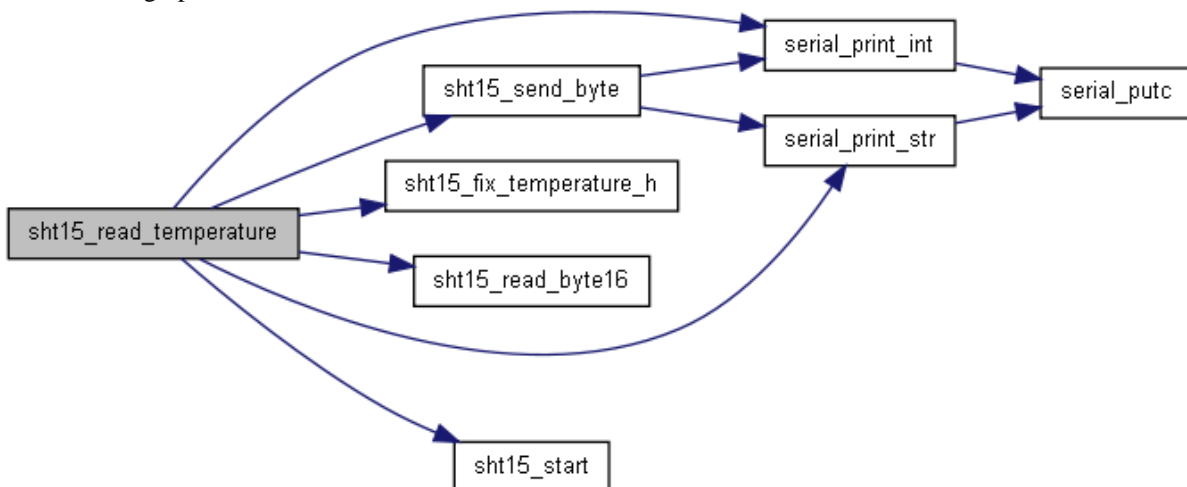 serial_print_int
sht15_send_byte
serial_putc
serial_print_str
sht15_fix_temperature_h
sht15_read_temperature
sht15_read_byte16
sht15_start